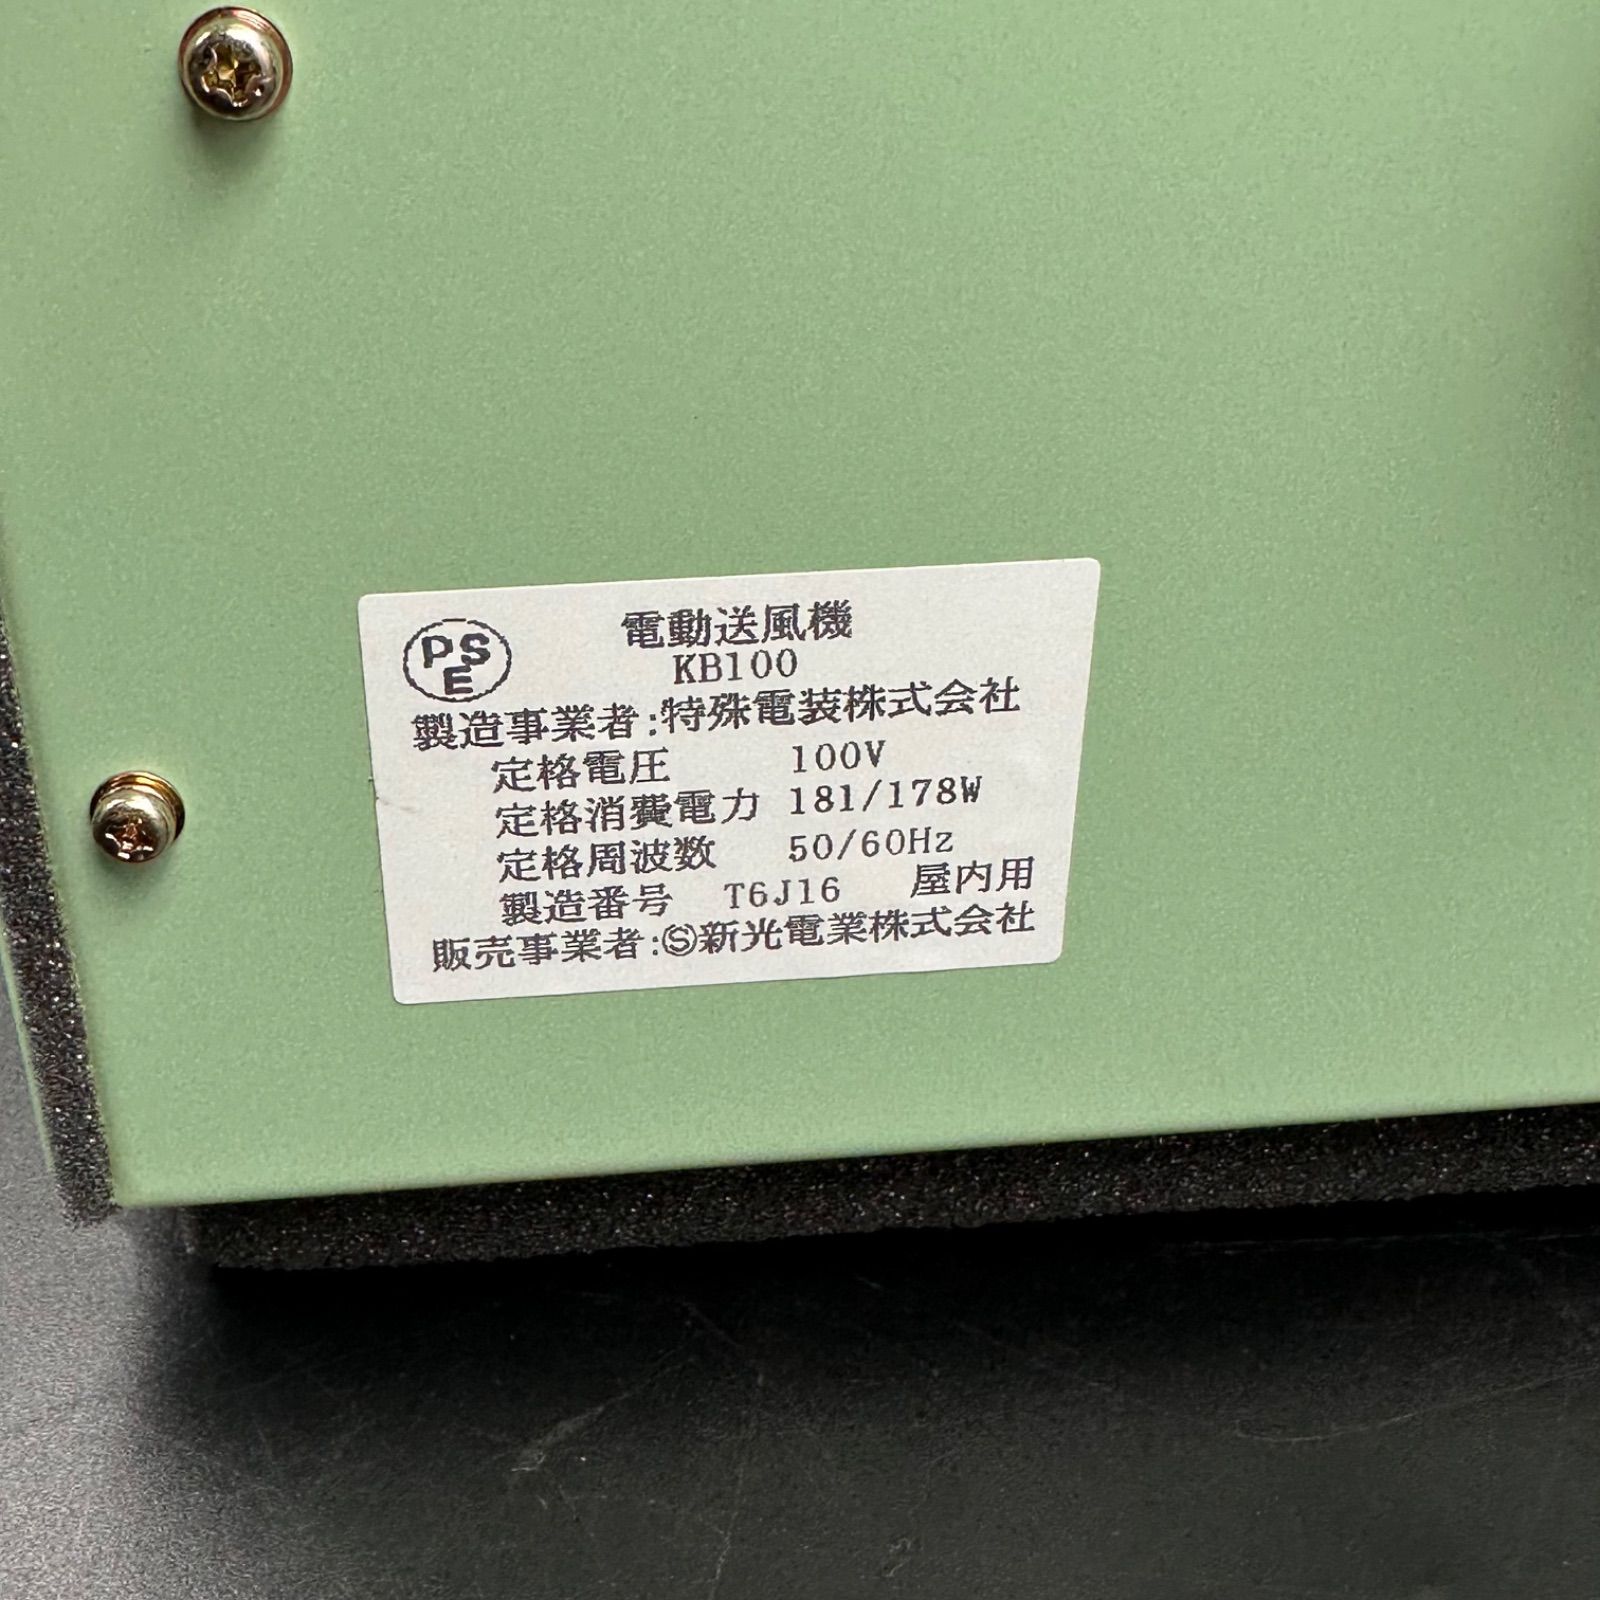 PSE
電動送風機
KB100
製造事業者:特殊電装株式会社
定格電圧 100V
定格消費電力 181/178W
定格周波数 50/60Hz
製造番号 T6J16 屋内用
販売事業者:Ⓢ新光電業株式会社